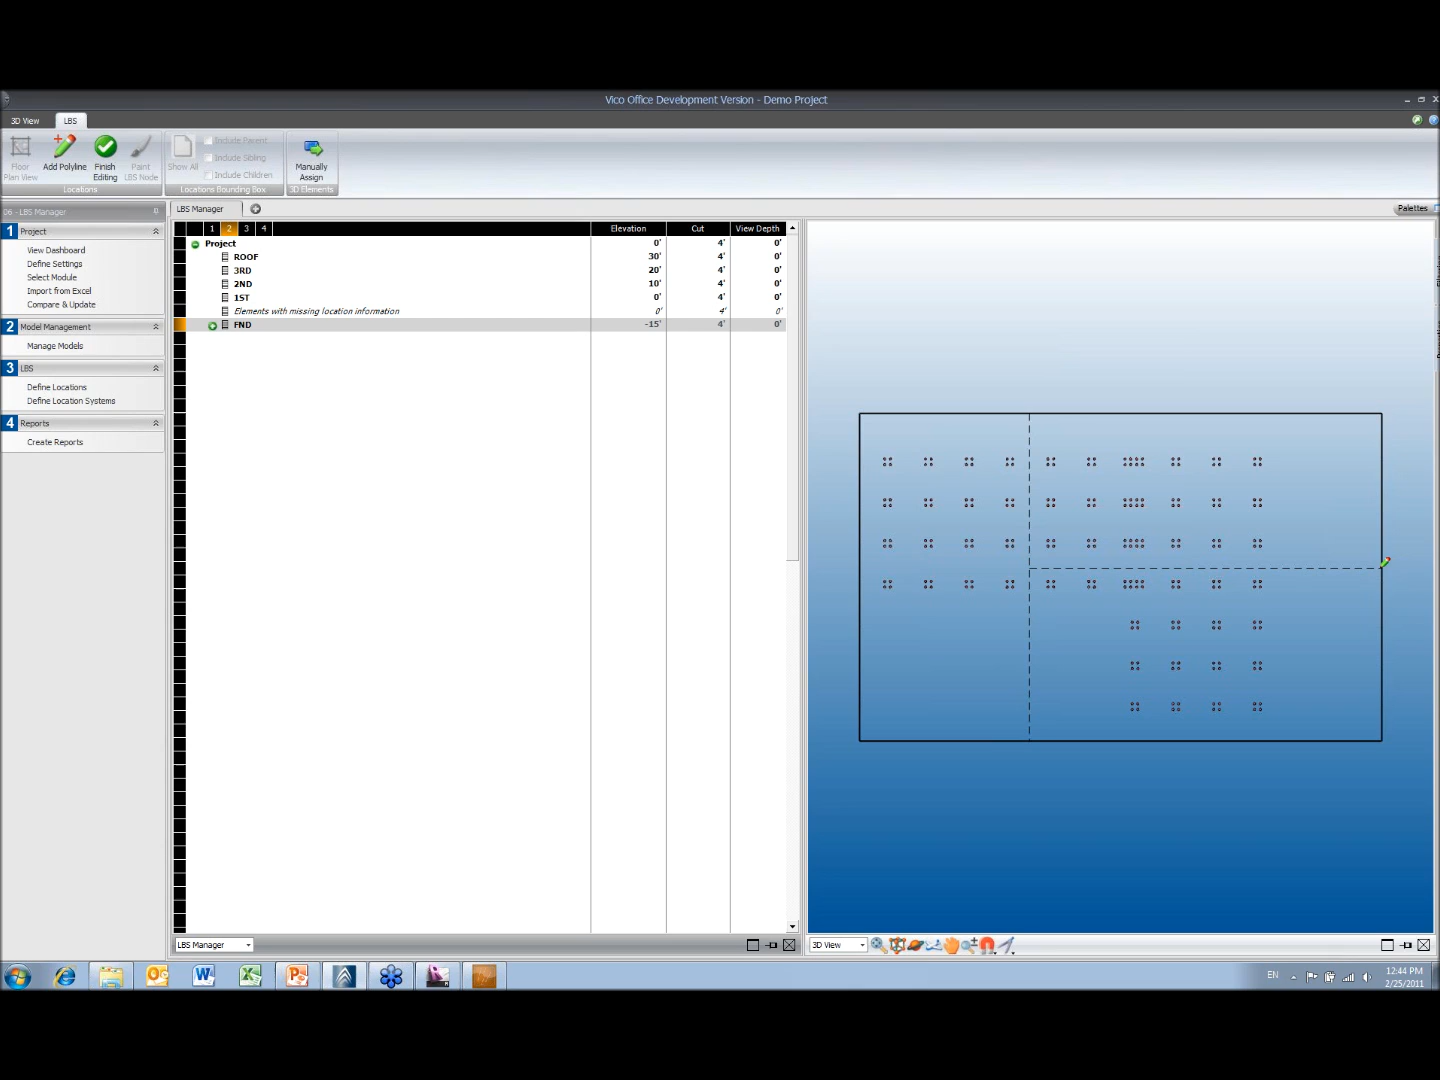 Vico Office Development Version - Demo Project
3D View
LBS
Floor
Plan View
Add Polyline
Finish
Editing
Paint
LBS Node
Locations
Show All
Include Parent
Include Sibling
Include Children
Locations Bounding Box
Manually
Assign
3D Elements
06 - LBS Manager
LBS Manager
Palettes
1 Project
View Dashboard
Define Settings
Select Module
Import from Excel
Compare & Update
2 Model Management
Manage Models
3 LBS
Define Locations
Define Location Systems
4 Reports
Create Reports
1 2 3 4 Elevation Cut View Depth
Project 0' 4' 0'
ROOF 30' 4' 0'
3RD 20' 4' 0'
2ND 10' 4' 0'
1ST 0' 4' 0'
Elements with missing location information 0' 4' 0'
FND -15' 4' 0'
LBS Manager
3D View
EN
12:44 PM
2/25/2011